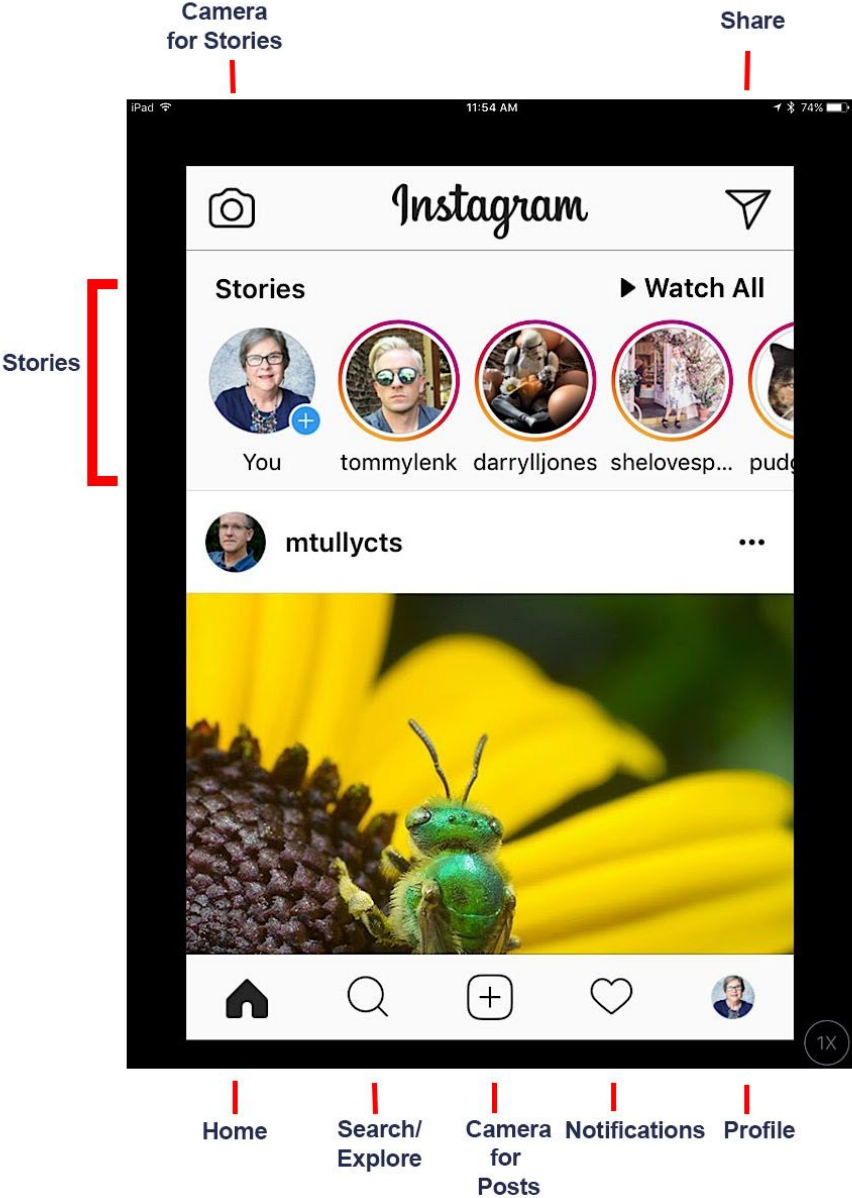 Camera
for Stories
Share
iPad 11:54 AM 74%
Instagram
Stories
Watch All
Stories
You tommylenk darrylljones shelovesp... pudg
mtullycts
1X
Home
Search/
Explore
Camera
for
Posts
Notifications
Profile